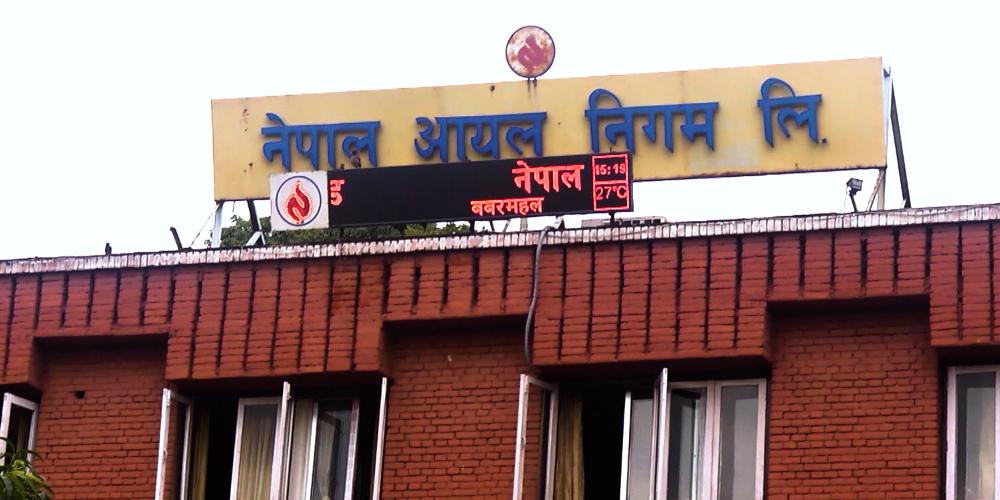 नेपाल आयल निगम लि.
ड नेपाल 15:19
बबरमहल 27°C